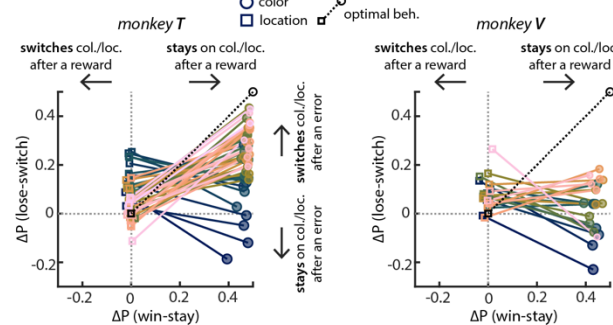 color
location
optimal beh.
monkey T
switches col./loc.
after a reward
stays on col./loc.
after a reward
ΔP (lose-switch)
0.4
0.2
0
-0.2
-0.2
0
0.2
0.4
ΔP (win-stay)
switches col./loc.
after an error
stays on col./loc.
after an error
monkey V
switches col./loc.
after a reward
stays on col./loc.
after a reward
ΔP (lose-switch)
0.4
0.2
0
-0.2
-0.2
0
0.2
0.4
ΔP (win-stay)